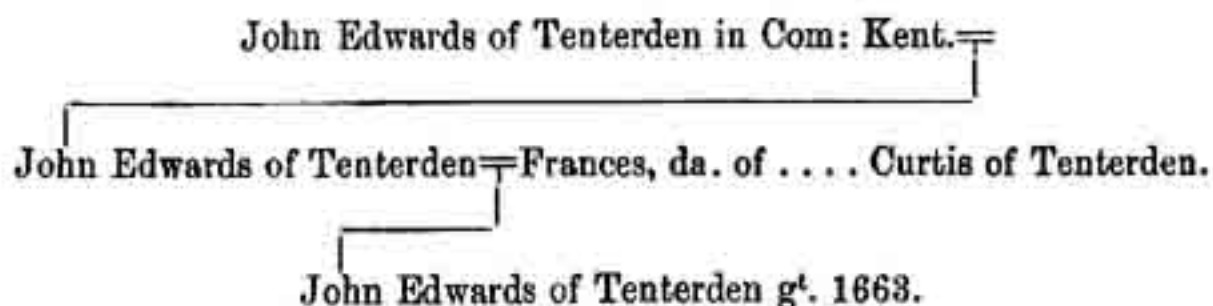 John Edwards of Tenterden in Com: Kent.=
John Edwards of Tenterden=Frances, da. of .... Curtis of Tenterden.
John Edwards of Tenterden gᵗ. 1663.